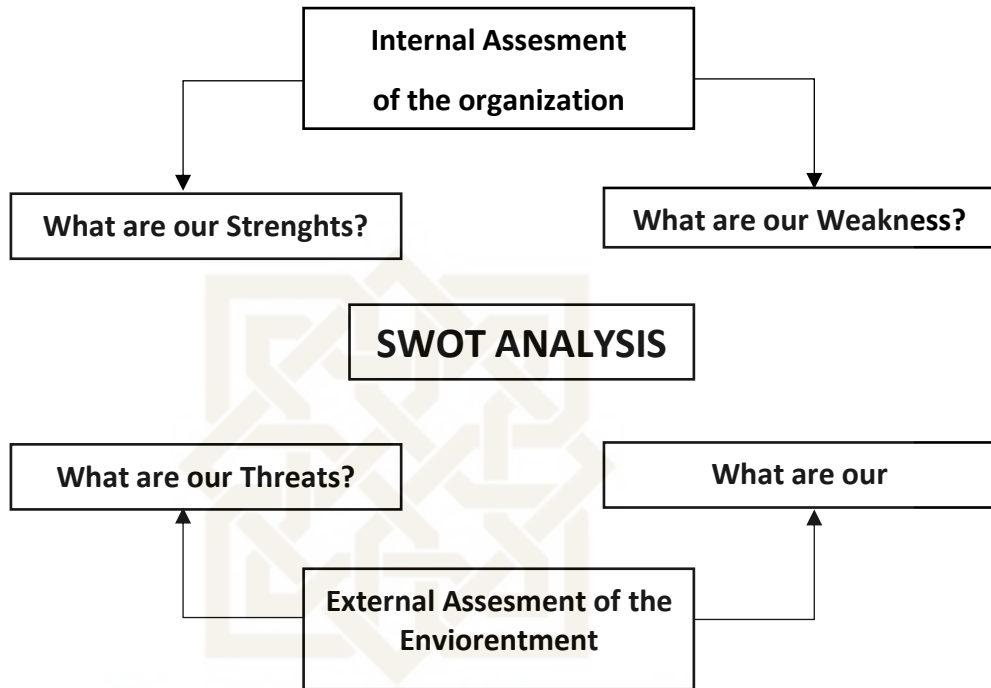 Internal Assesment
of the organization
What are our Strenghts?
What are our Weakness?
SWOT ANALYSIS
What are our Threats?
What are our
External Assesment of the
Enviorentment